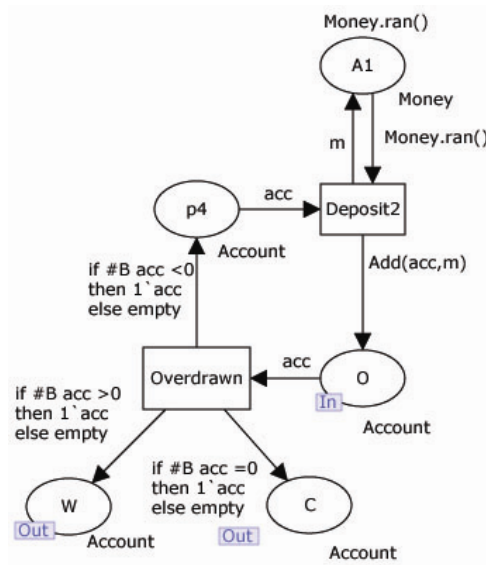 Money.ran()
A1
Money
m
Money.ran()
p4
acc
Deposit2
Account
Add(acc,m)
if #B acc <0
then 1`acc
else empty
Overdrawn
acc
O
In
Account
if #B acc >0
then 1`acc
else empty
if #B acc =0
then 1`acc
else empty
W
Out
Account
C
Out
Account